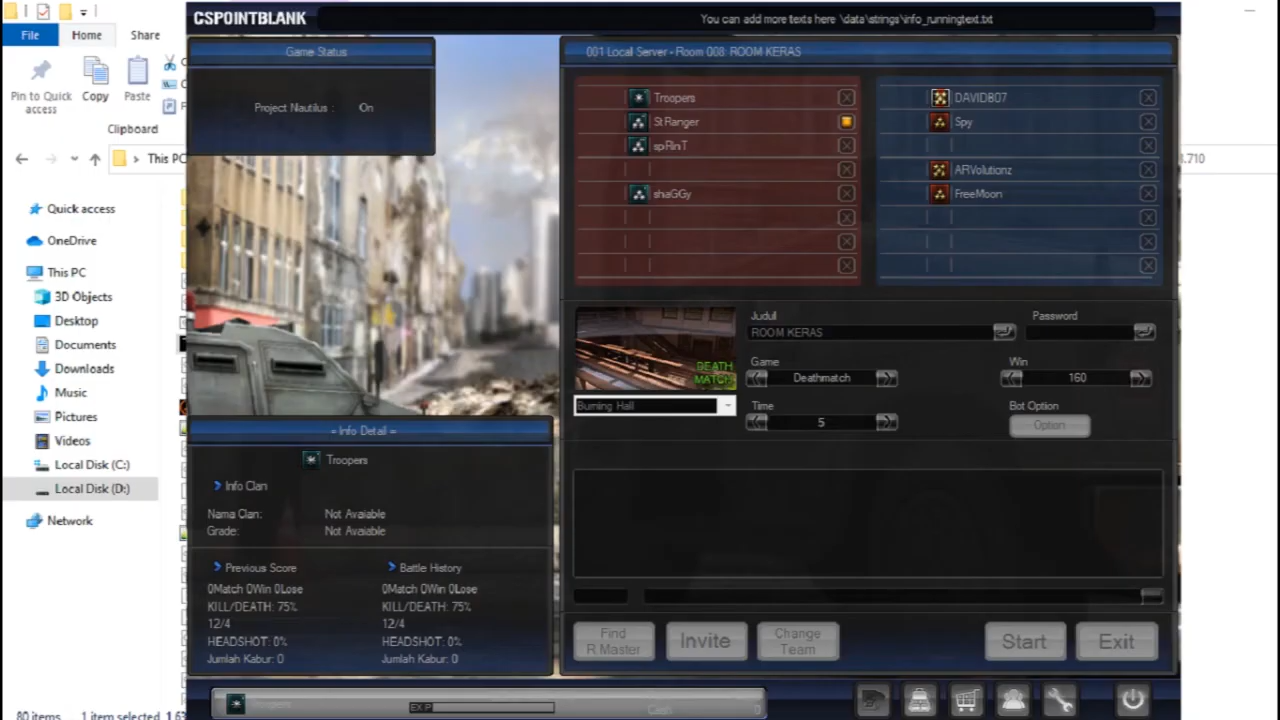 CSPOINTBLANK
You can add more texts here \data\strings\info_runningtext.txt
File
Home
Share
Pin to Quick access
Copy
Paste
Clipboard
This PC
.710
Quick access
OneDrive
This PC
3D Objects
Desktop
Documents
Downloads
Music
Pictures
Videos
Local Disk (C:)
Local Disk (D:)
Network
80 items
1 item selected
Game Status
Project Nautilus : On
001 Local Server - Room 008: ROOM KERAS
Troopers
StRanger
spRinT
shaGGy
DAVIDB07
Spy
ARVolutionz
FreeMoon
DEATH
MATCH
Burning Hall
Judul
ROOM KERAS
Password
Game
Deathmatch
Win
160
Time
5
Bot Option
Option
= Info Detail =
Troopers
Info Clan
Nama Clan: Not Avaiable
Grade: Not Avaiable
Previous Score
0Match 0Win 0Lose
KILL/DEATH: 75%
12/4
HEADSHOT: 0%
Jumlah Kabur: 0
Battle History
0Match 0Win 0Lose
KILL/DEATH: 75%
12/4
HEADSHOT: 0%
Jumlah Kabur: 0
Find
R Master
Invite
Change
Team
Start
Exit
Troopers
EXP
Cash
0